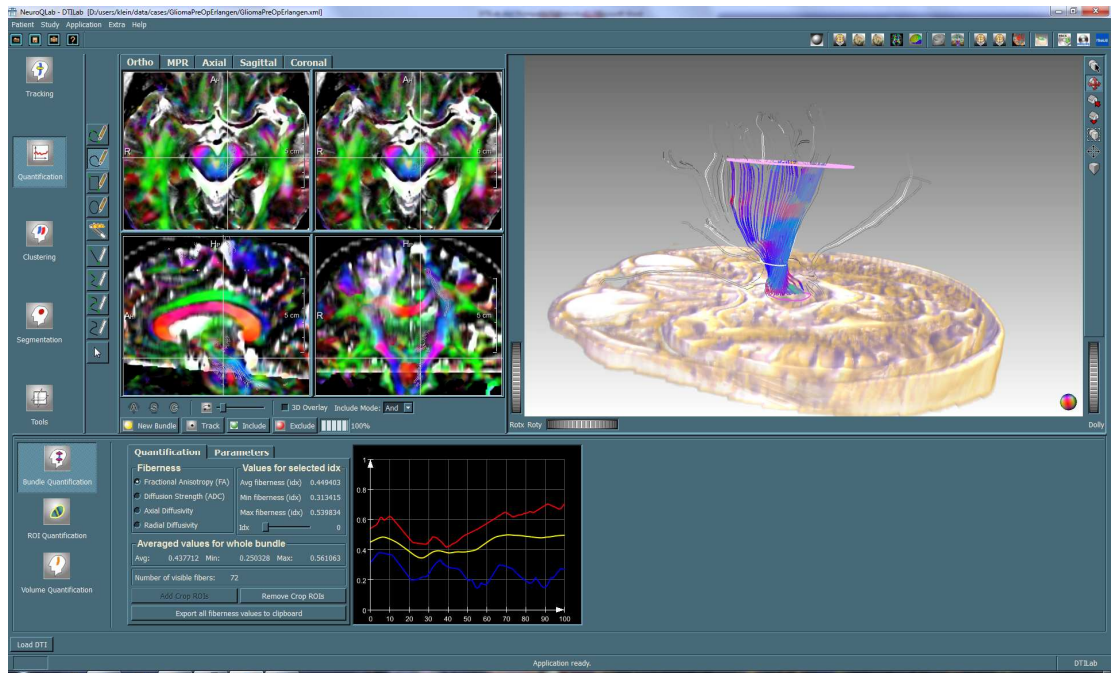 NeuroQLab - DTILab [D:/users/klein/data/cases/GliomaPreOpErlangen/GliomaPreOpErlangen.xml]
Patient Study Application Extra Help
Tracking
Quantification
Clustering
Segmentation
Tools
Ortho MPR Axial Sagittal Coronal
A
A
R
5 cm
R
5 cm
H
H
A
5 cm
R
5 cm
A S C
3D Overlay Include Mode: And
New Bundle Track Include Exclude 100%
Rotx Roty Dolly
Bundle Quantification
ROI Quantification
Volume Quantification
Quantification Parameters
Fiberness
Fractional Anisotropy (FA)
Diffusion Strength (ADC)
Axial Diffusivity
Radial Diffusivity
Values for selected idx
Avg fiberness (idx) 0.449403
Min fiberness (idx) 0.313415
Max fiberness (idx) 0.539834
Idx 0
Averaged values for whole bundle
Avg: 0.437712 Min: 0.250328 Max: 0.561063
Number of visible fibers: 72
Add Crop ROIs Remove Crop ROIs
Export all fiberness values to clipboard
1
0.8
0.6
0.4
0.2
0
0 10 20 30 40 50 60 70 80 90 100
Load DTI
Application ready. DTILab